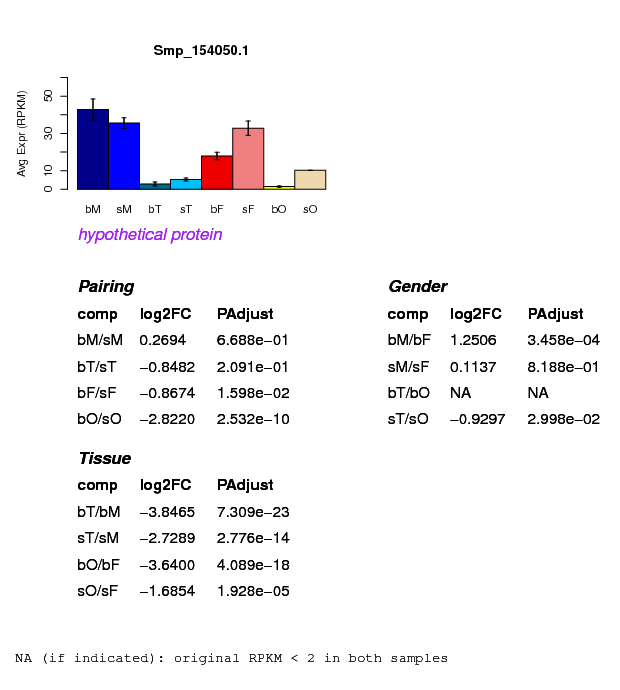 Smp_154050.1
Avg Expr (RPKM)
0 10 30 50
bM sM bT sT bF sF bO sO
hypothetical protein
Pairing
comp log2FC PAdjust
bM/sM 0.2694 6.688e−01
bT/sT −0.8482 2.091e−01
bF/sF −0.8674 1.598e−02
bO/sO −2.8220 2.532e−10
Gender
comp log2FC PAdjust
bM/bF 1.2506 3.458e−04
sM/sF 0.1137 8.188e−01
bT/bO NA NA
sT/sO −0.9297 2.998e−02
Tissue
comp log2FC PAdjust
bT/bM −3.8465 7.309e−23
sT/sM −2.7289 2.776e−14
bO/bF −3.6400 4.089e−18
sO/sF −1.6854 1.928e−05
NA (if indicated): original RPKM < 2 in both samples